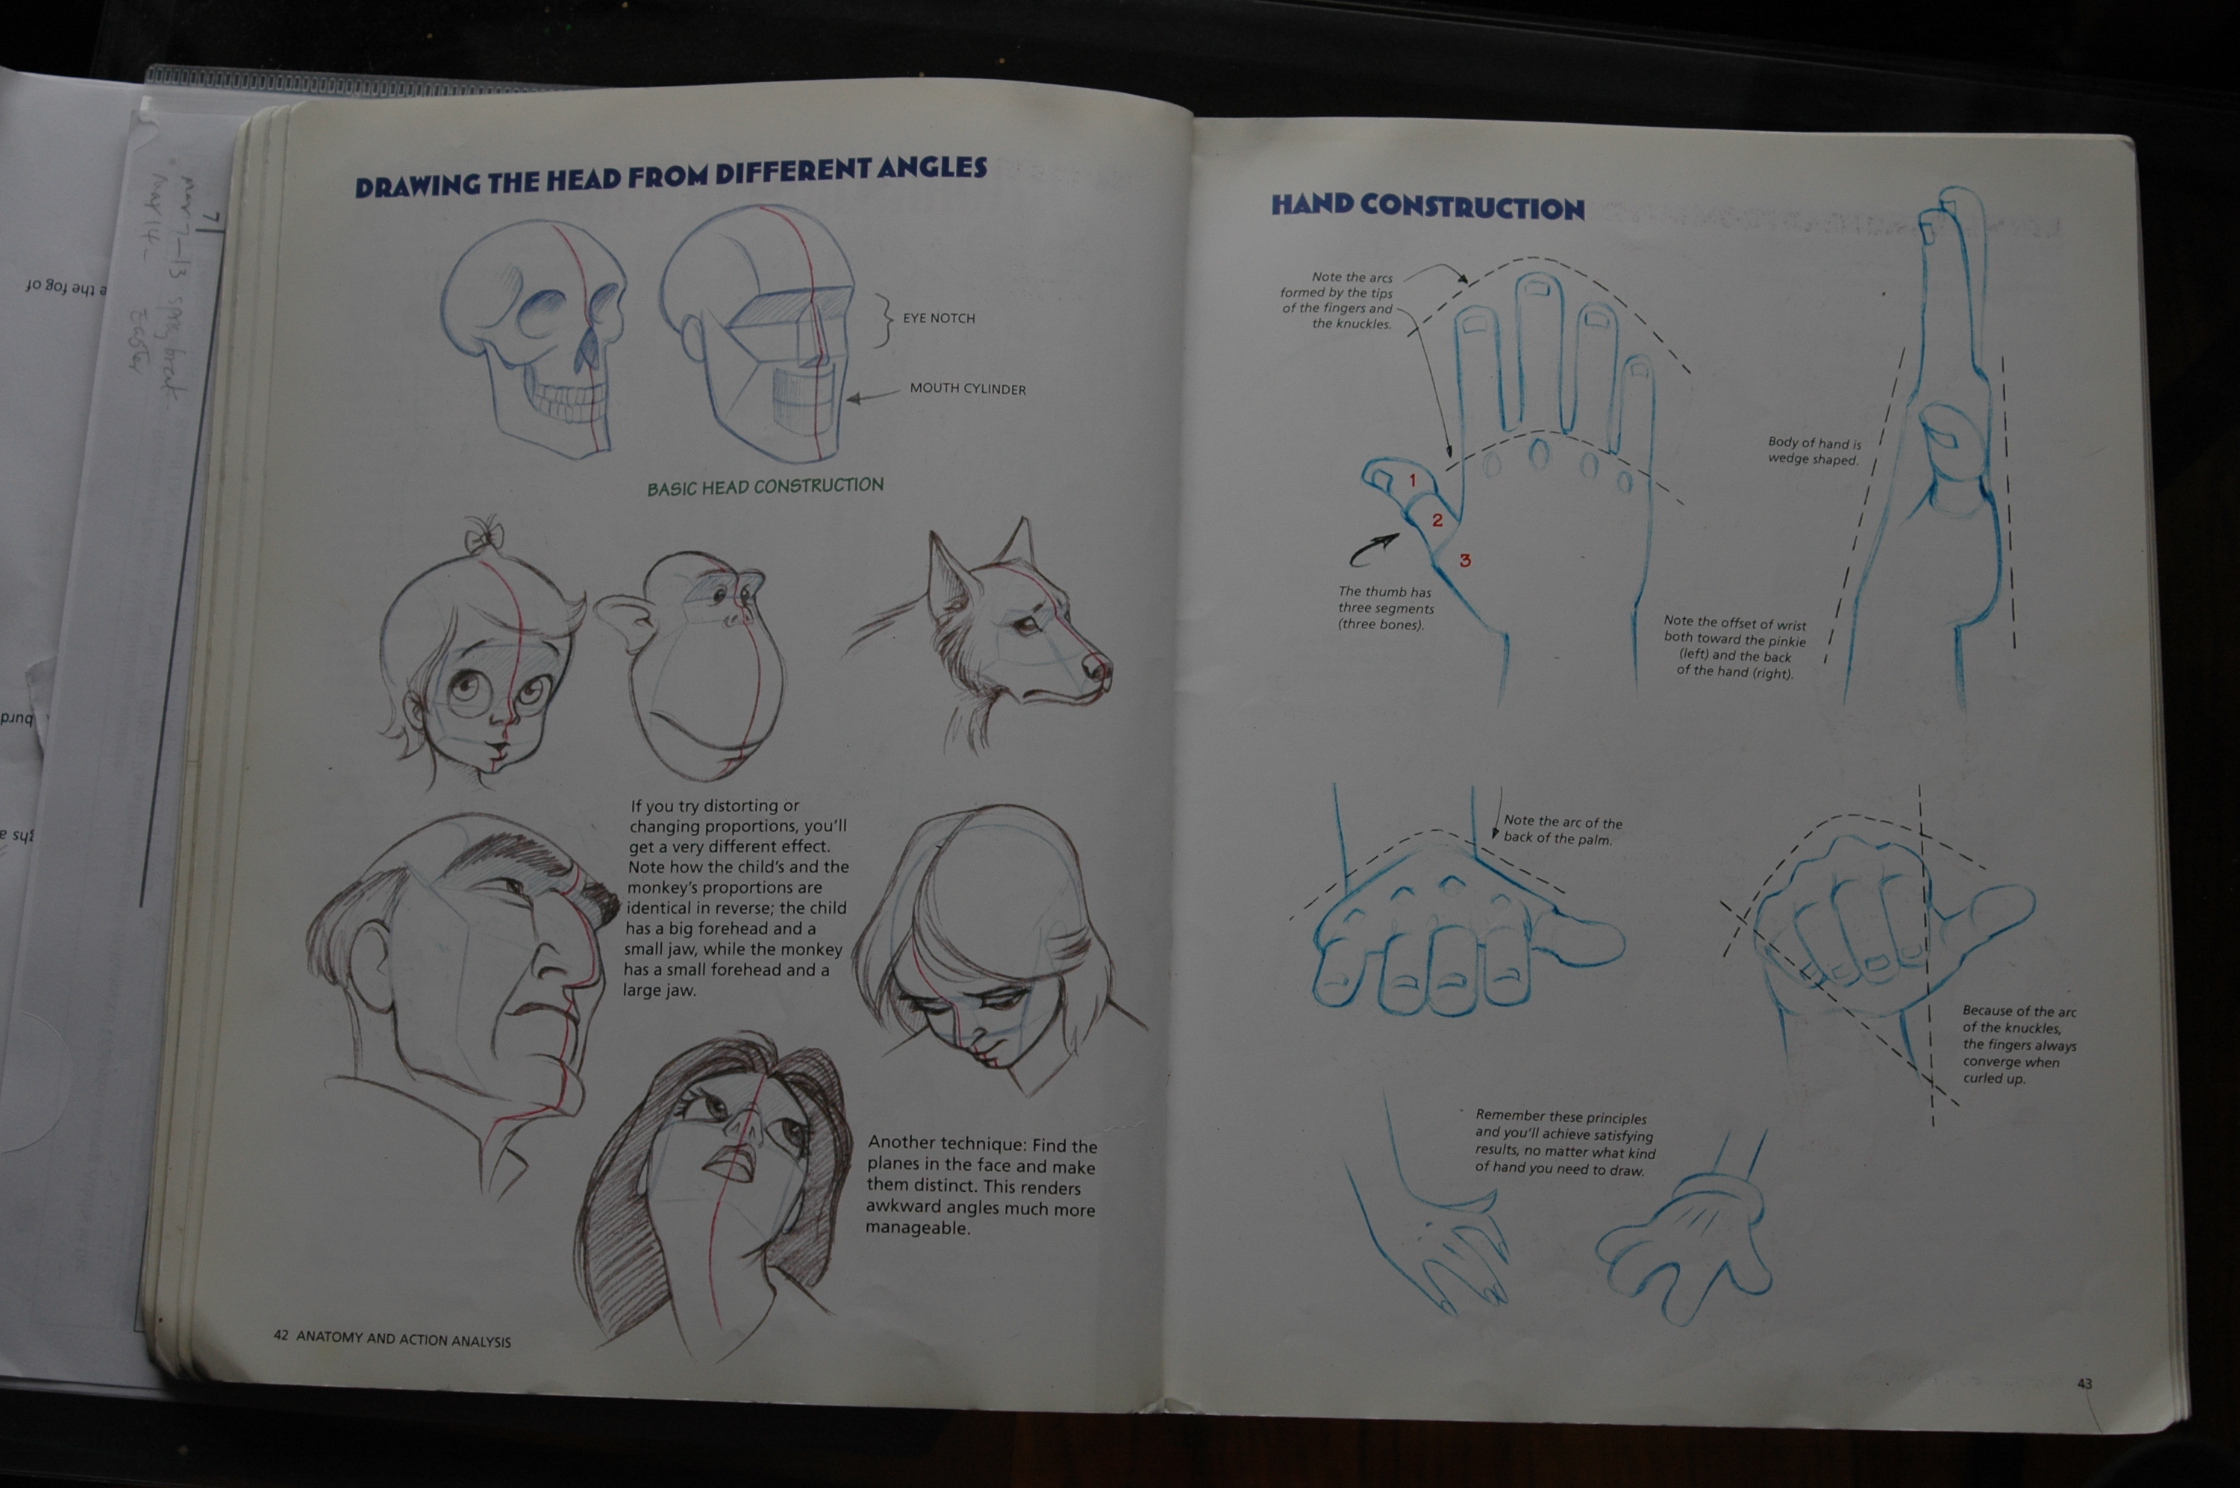 DRAWING THE HEAD FROM DIFFERENT ANGLES
EYE NOTCH
MOUTH CYLINDER
BASIC HEAD CONSTRUCTION
If you try distorting or
changing proportions, you'll
get a very different effect.
Note how the child's and the
monkey's proportions are
identical in reverse; the child
has a big forehead and a
small jaw, while the monkey
has a small forehead and a
large jaw.
Another technique: Find the
planes in the face and make
them distinct. This renders
awkward angles much more
manageable.
42 ANATOMY AND ACTION ANALYSIS
HAND CONSTRUCTION
Note the arcs
formed by the tips
of the fingers and
the knuckles.
1
2
3
The thumb has
three segments
(three bones).
Body of hand is
wedge shaped.
Note the offset of wrist
both toward the pinkie
(left) and the back
of the hand (right).
Note the arc of the
back of the palm.
Because of the arc
of the knuckles,
the fingers always
converge when
curled up.
Remember these principles
and you'll achieve satisfying
results, no matter what kind
of hand you need to draw.
43
e the fog of
7
Easter